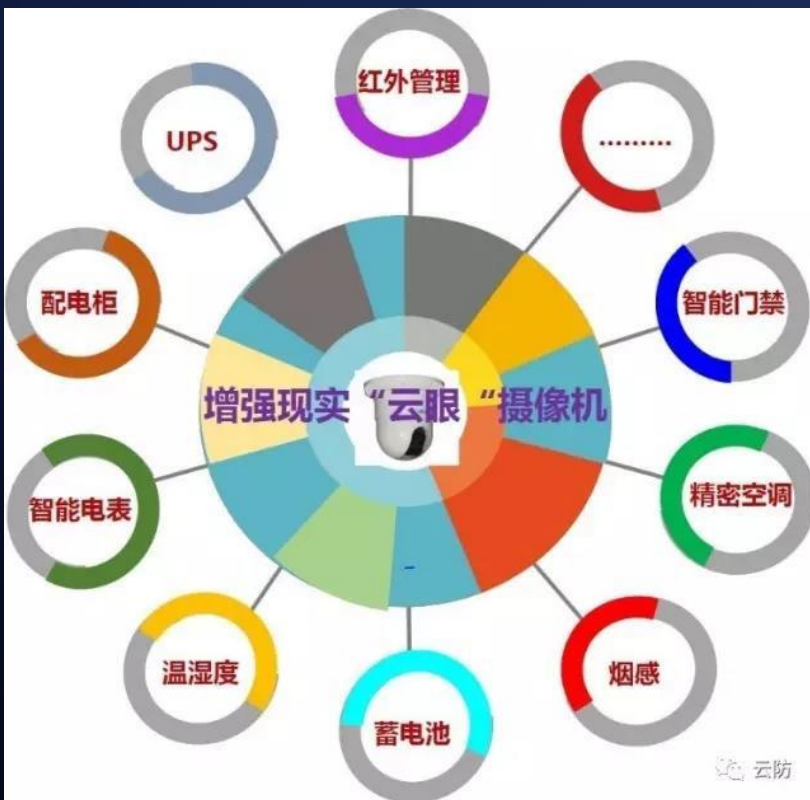 红外管理
UPS
………
配电柜
智能门禁
增强现实“云眼“摄像机
智能电表
精密空调
温湿度
烟感
蓄电池
云防